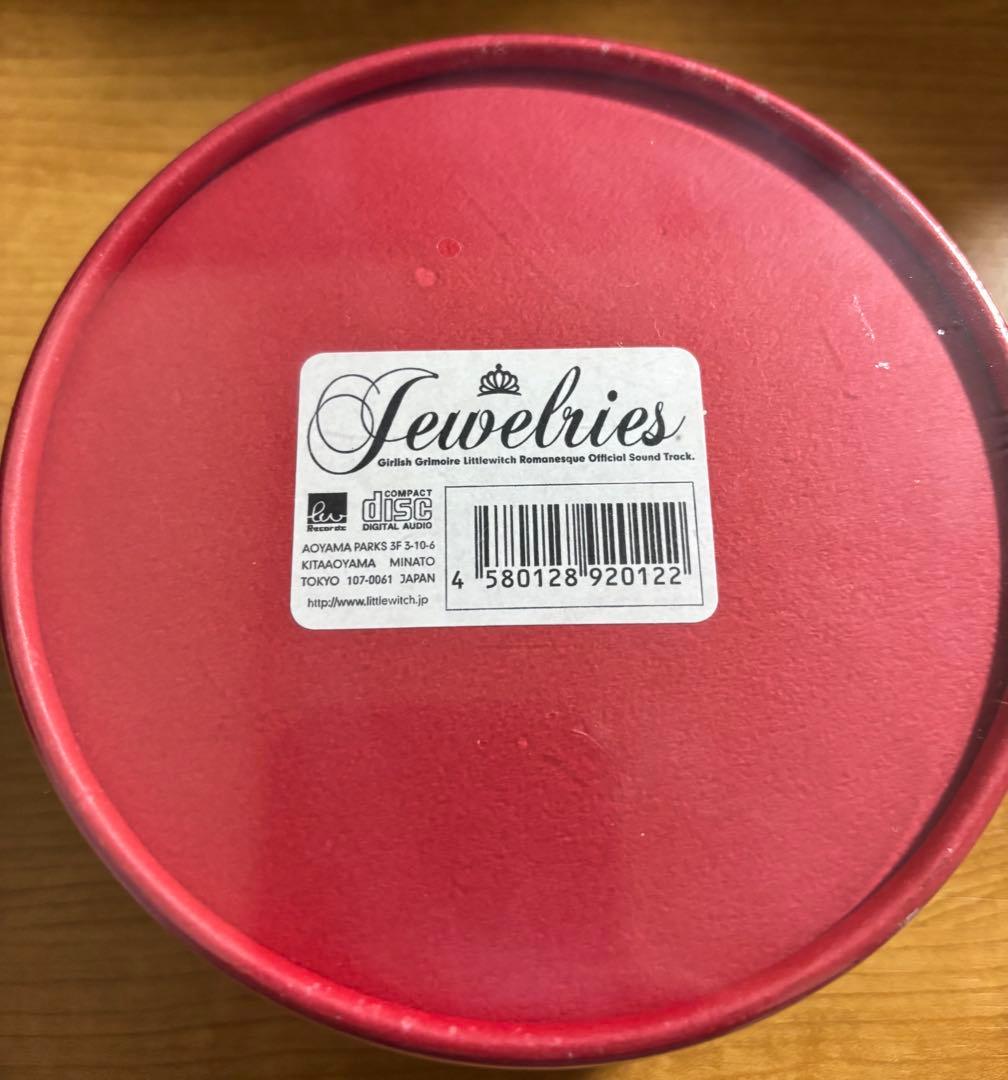 Jewelries
Girlish Grimoire Littlewitch Romanesque Official Sound Track.
lw Records
COMPACT disc DIGITAL AUDIO
AOYAMA PARKS 3F 3-10-6
KITAAOYAMA MINATO
TOKYO 107-0061 JAPAN
http://www.littlewitch.jp
4 580128 920122